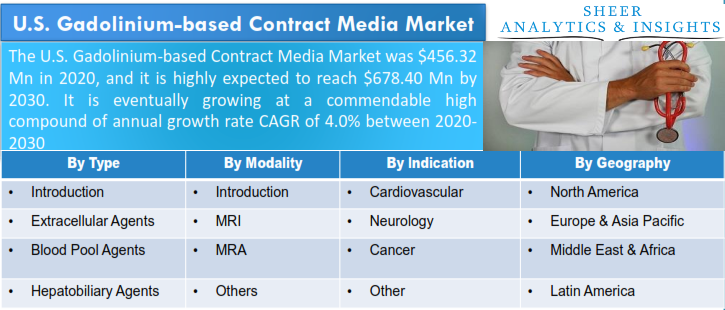 U.S. Gadolinium-based Contract Media Market
SHEER
ANALYTICS & INSIGHTS
The U.S. Gadolinium-based Contract Media Market was $456.32
Mn in 2020, and it is highly expected to reach $678.40 Mn by
2030. It is eventually growing at a commendable high
compound of annual growth rate CAGR of 4.0% between 2020-
2030
By Type By Modality By Indication By Geography
• Introduction • Introduction • Cardiovascular • North America
• Extracellular Agents • MRI • Neurology • Europe & Asia Pacific
• Blood Pool Agents • MRA • Cancer • Middle East & Africa
• Hepatobiliary Agents • Others • Other • Latin America